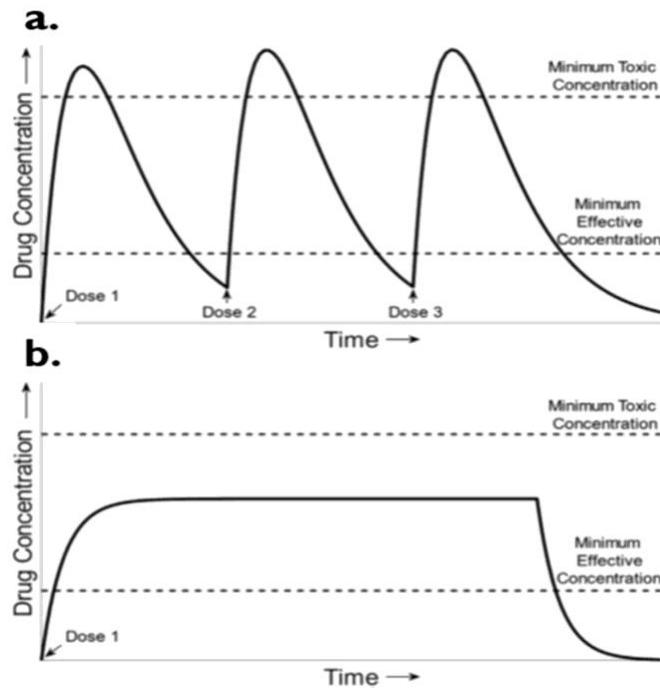 a.
Drug Concentration
Minimum Toxic
Concentration
Minimum
Effective
Concentration
Dose 1
Dose 2
Dose 3
Time
b.
Drug Concentration
Minimum Toxic
Concentration
Minimum
Effective
Concentration
Dose 1
Time